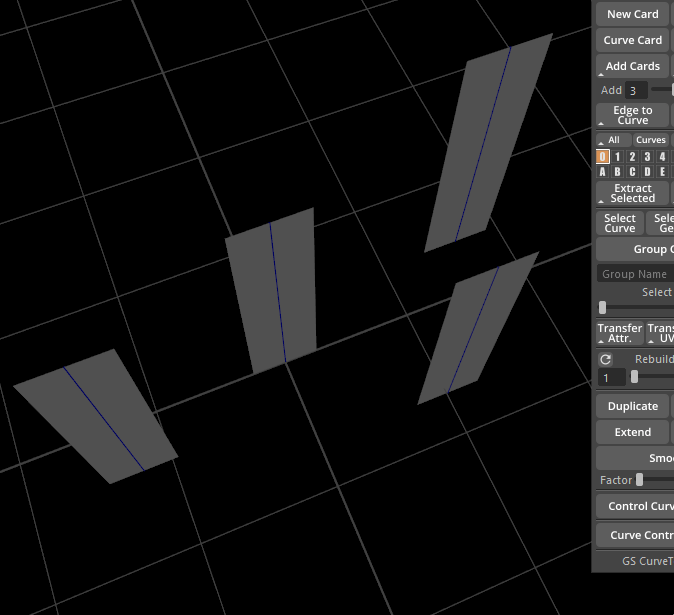 New Card
Curve Card
Add Cards
Add 3
Edge to
Curve
All Curves
0 1 2 3 4
A B C D E
Extract
Selected
Select
Curve
Sele
Ge
Group C
Group Name
Select
Transfer
Attr.
Trans
UV
Rebuild
1
Duplicate
Extend
Smo
Factor
Control Curv
Curve Contr
GS CurveT